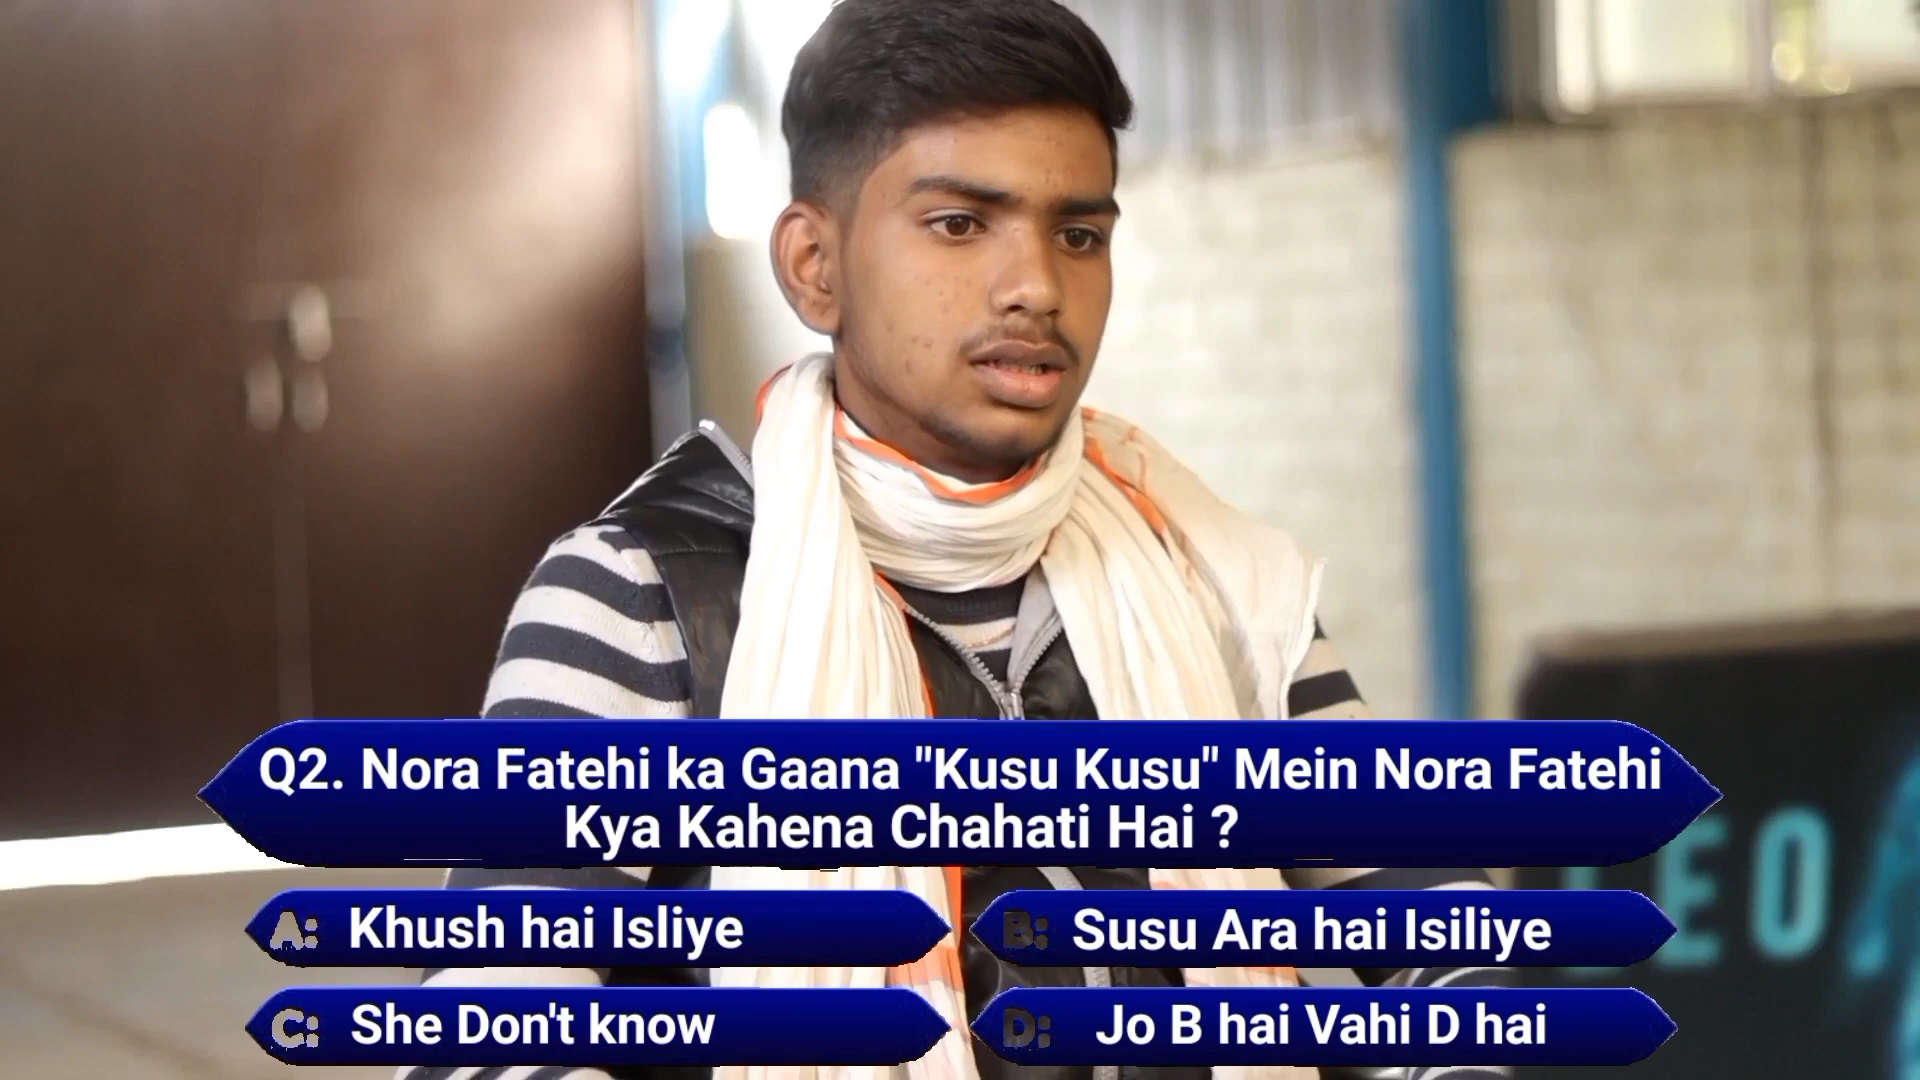 Q2. Nora Fatehi ka Gaana "Kusu Kusu" Mein Nora Fatehi
Kya Kahena Chahati Hai ?
A: Khush hai Isliye
B: Susu Ara hai Isiliye
C: She Don't know
D: Jo B hai Vahi D hai
EO